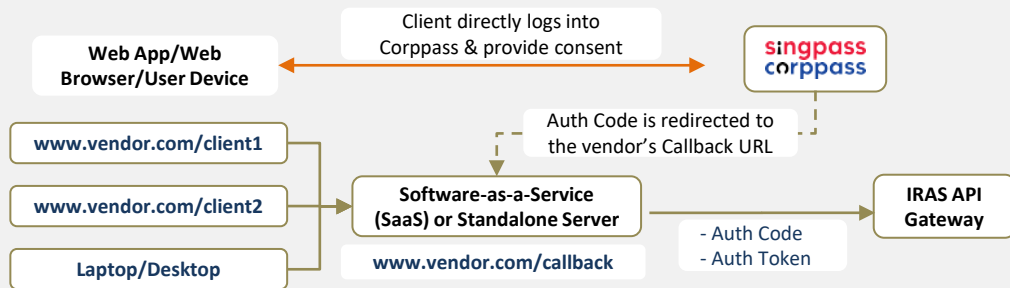 Client directly logs into
Corppass & provide consent
Web App/Web
Browser/User Device
singpass
corppass
www.vendor.com/client1
Auth Code is redirected to
the vendor's Callback URL
www.vendor.com/client2
Software-as-a-Service
(SaaS) or Standalone Server
IRAS API
Gateway
- Auth Code
- Auth Token
Laptop/Desktop
www.vendor.com/callback